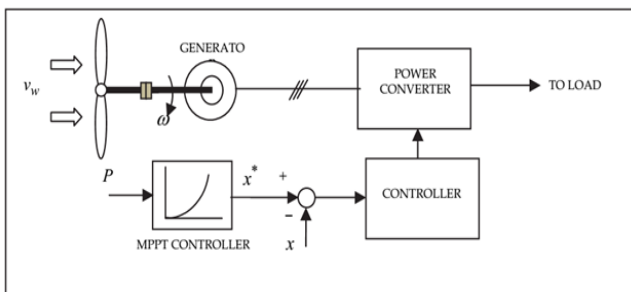 GENERATO
v_w
ω
POWER
CONVERTER
TO LOAD
P
x*
+
−
x
MPPT CONTROLLER
CONTROLLER